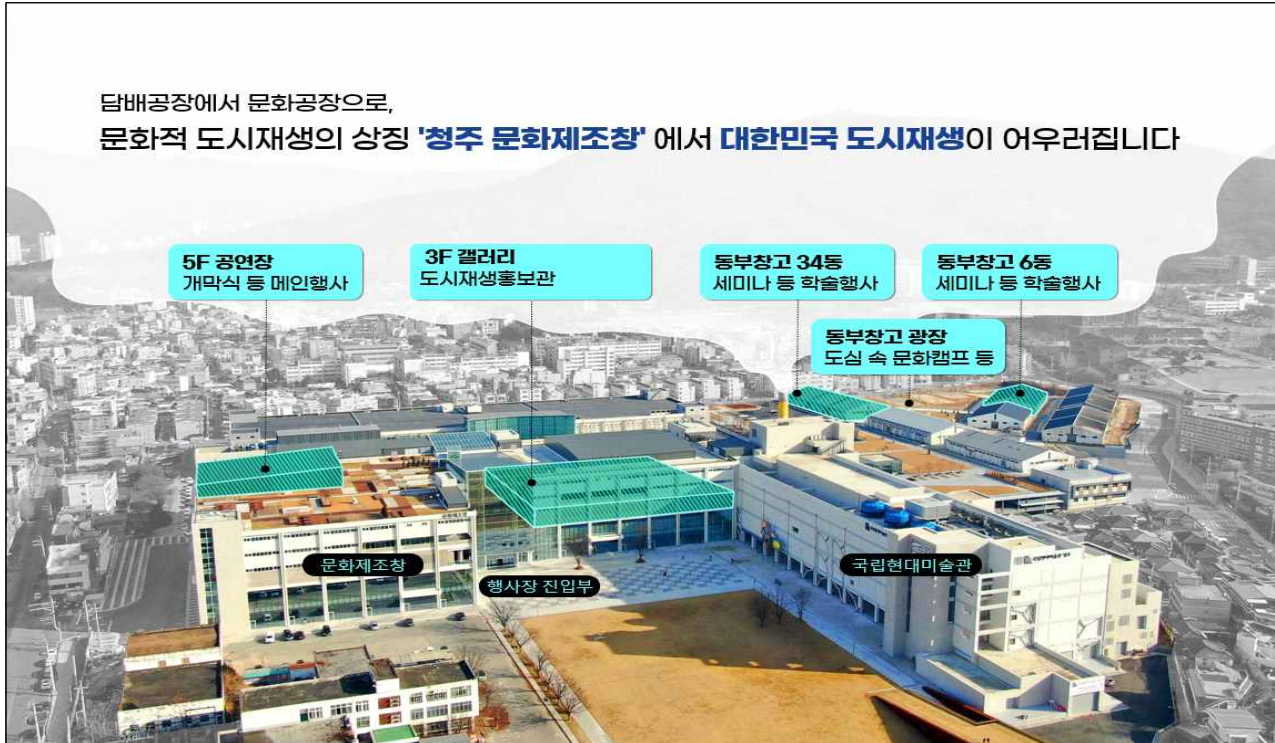 담배공장에서 문화공장으로,
문화적 도시재생의 상징 '청주 문화제조창' 에서 대한민국 도시재생이 어우러집니다
5F 공연장
개막식 등 메인행사
3F 갤러리
도시재생홍보관
동부창고 34동
세미나 등 학술행사
동부창고 6동
세미나 등 학술행사
동부창고 광장
도심 속 문화캠프 등
문화제조창
행사장 진입부
국립현대미술관